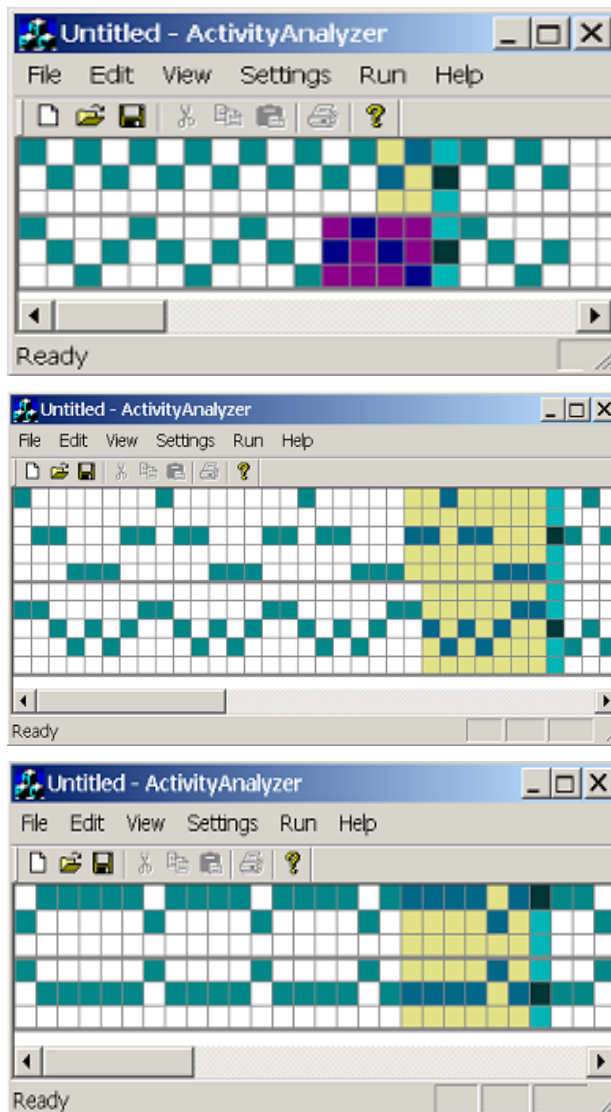 Untitled - ActivityAnalyzer
File Edit View Settings Run Help
Ready
Untitled - ActivityAnalyzer
File Edit View Settings Run Help
Ready
Untitled - ActivityAnalyzer
File Edit View Settings Run Help
Ready